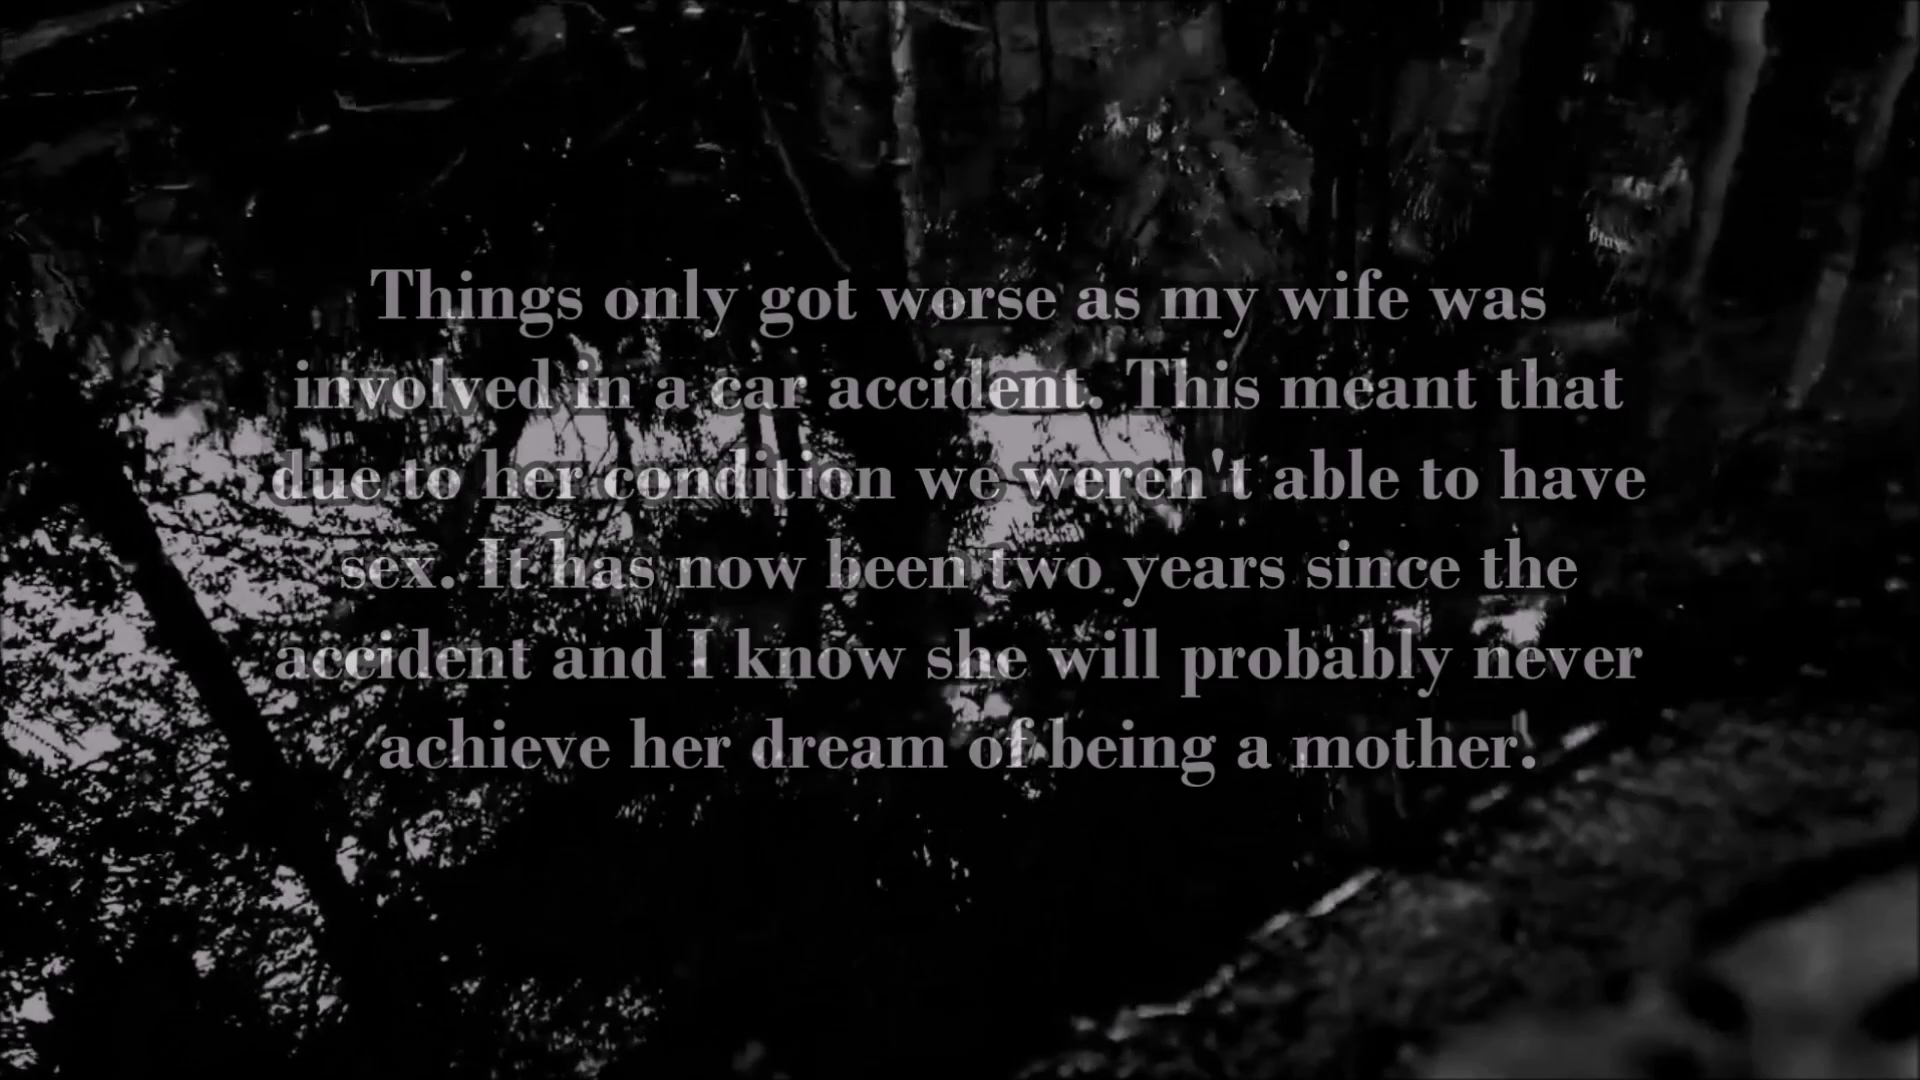 Things only got worse as my wife was
involved in a car accident. This meant that
due to her condition we weren't able to have
sex. It has now been two years since the
accident and I know she will probably never
achieve her dream of being a mother.